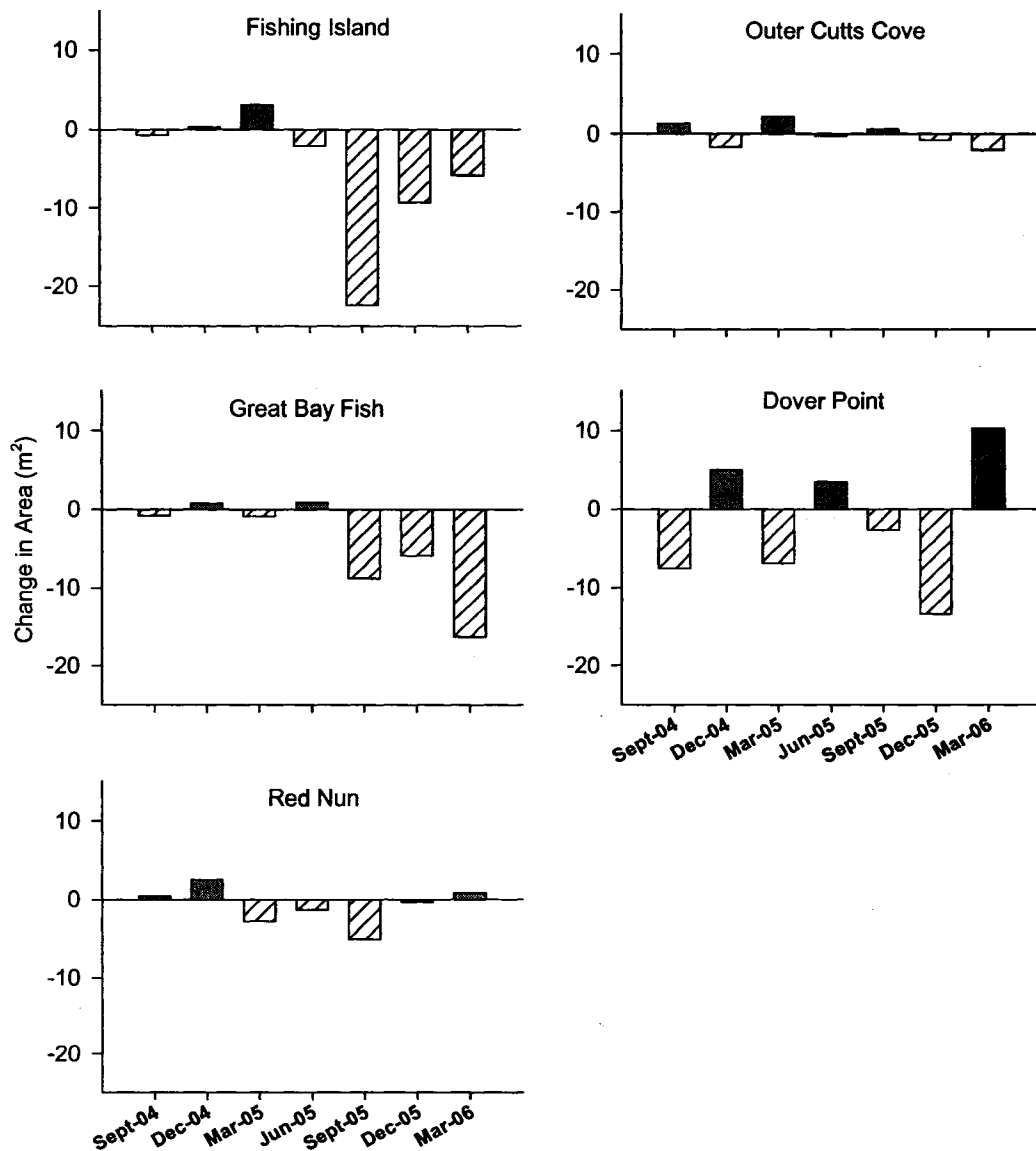 Fishing Island
10
0
-10
-20
Outer Cutts Cove
10
0
-10
-20
Change in Area (m²)
Great Bay Fish
10
0
-10
-20
Dover Point
10
0
-10
-20
Sept-04
Dec-04
Mar-05
Jun-05
Sept-05
Dec-05
Mar-06
Red Nun
10
0
-10
-20
Sept-04
Dec-04
Mar-05
Jun-05
Sept-05
Dec-05
Mar-06